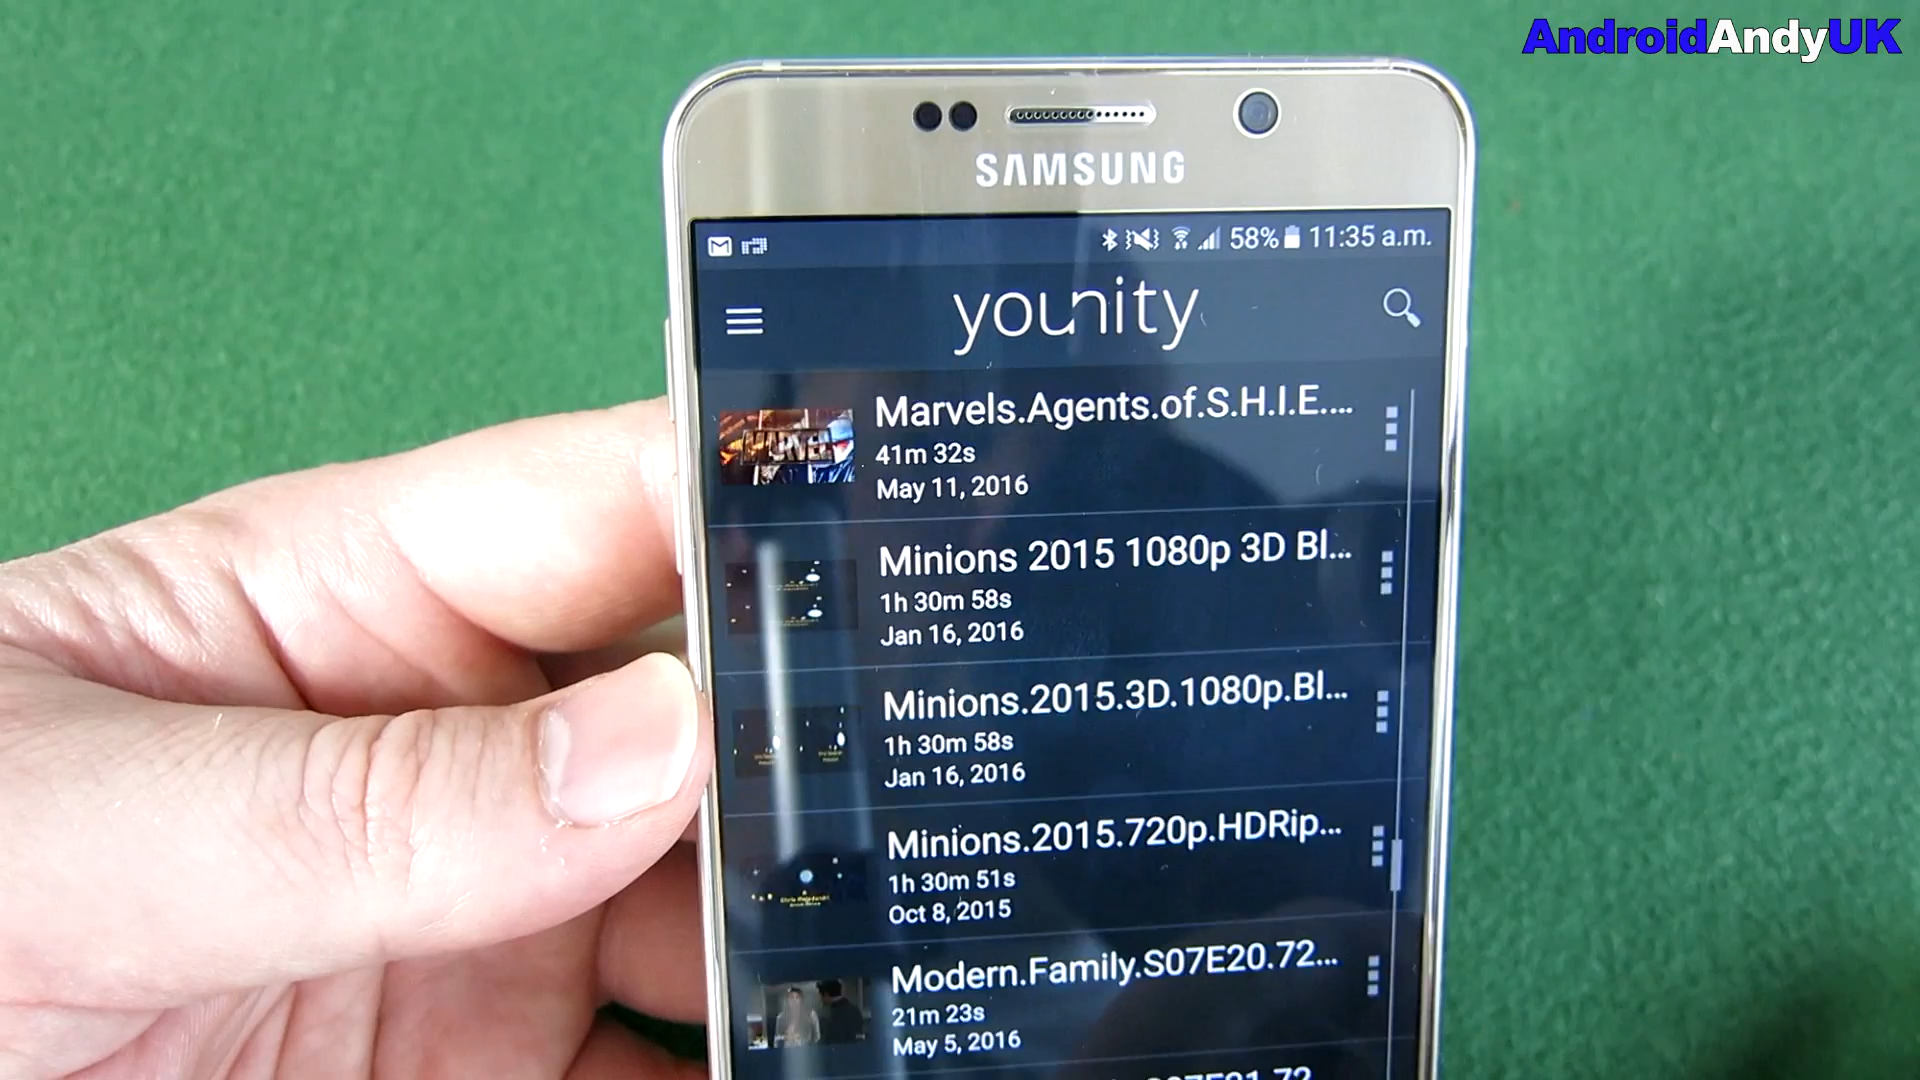 AndroidAndyUK
SAMSUNG
58% 11:35 a.m.
younity
Marvels.Agents.of.S.H.I.E....
MARVEL
41m 32s
May 11, 2016
Minions 2015 1080p 3D Bl...
1h 30m 58s
Jan 16, 2016
Minions.2015.3D.1080p.Bl...
1h 30m 58s
Jan 16, 2016
Minions.2015.720p.HDRip...
1h 30m 51s
Oct 8, 2015
Modern.Family.S07E20.72...
21m 23s
May 5, 2016